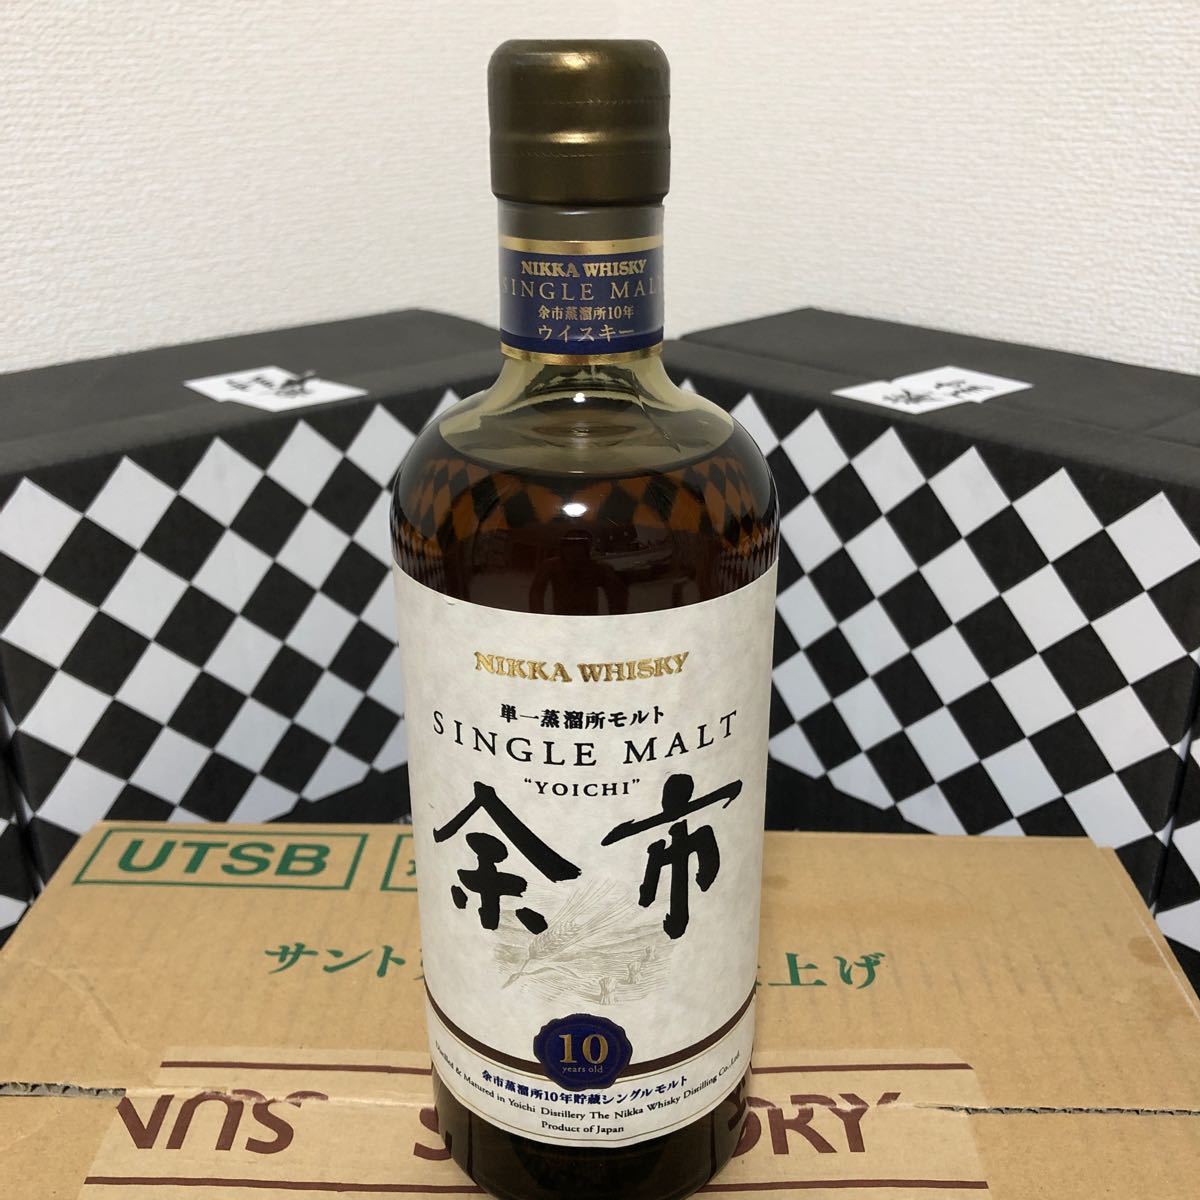 NIKKA WHISKY
SINGLE MALT
余市蒸溜所10年
ウイスキー
NIKKA WHISKY
単一蒸溜所モルト
SINGLE MALT
"YOICHI"
余市
10
years old
余市蒸溜所10年貯蔵シングルモルト
Distilled & Matured in Yoichi Distillery The Nikka Whisky Distilling Co., Ltd.
Product of Japan
UTSB
サント
上げ
SUN
S
ORY